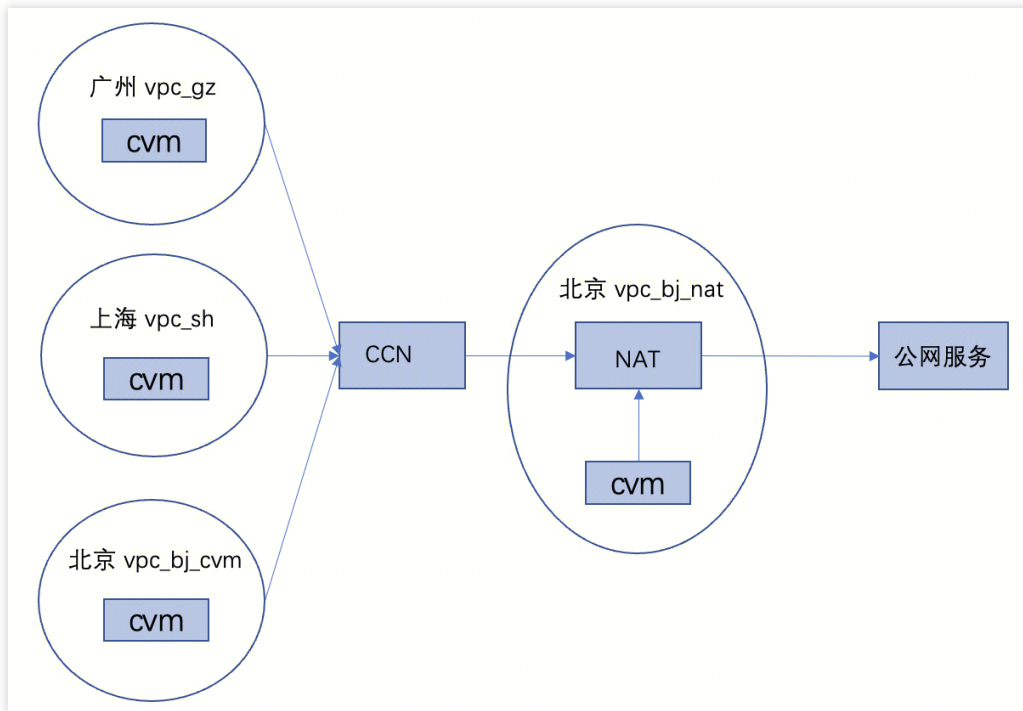 广州 vpc_gz
cvm
上海 vpc_sh
cvm
北京 vpc_bj_cvm
cvm
CCN
北京 vpc_bj_nat
NAT
cvm
公网服务